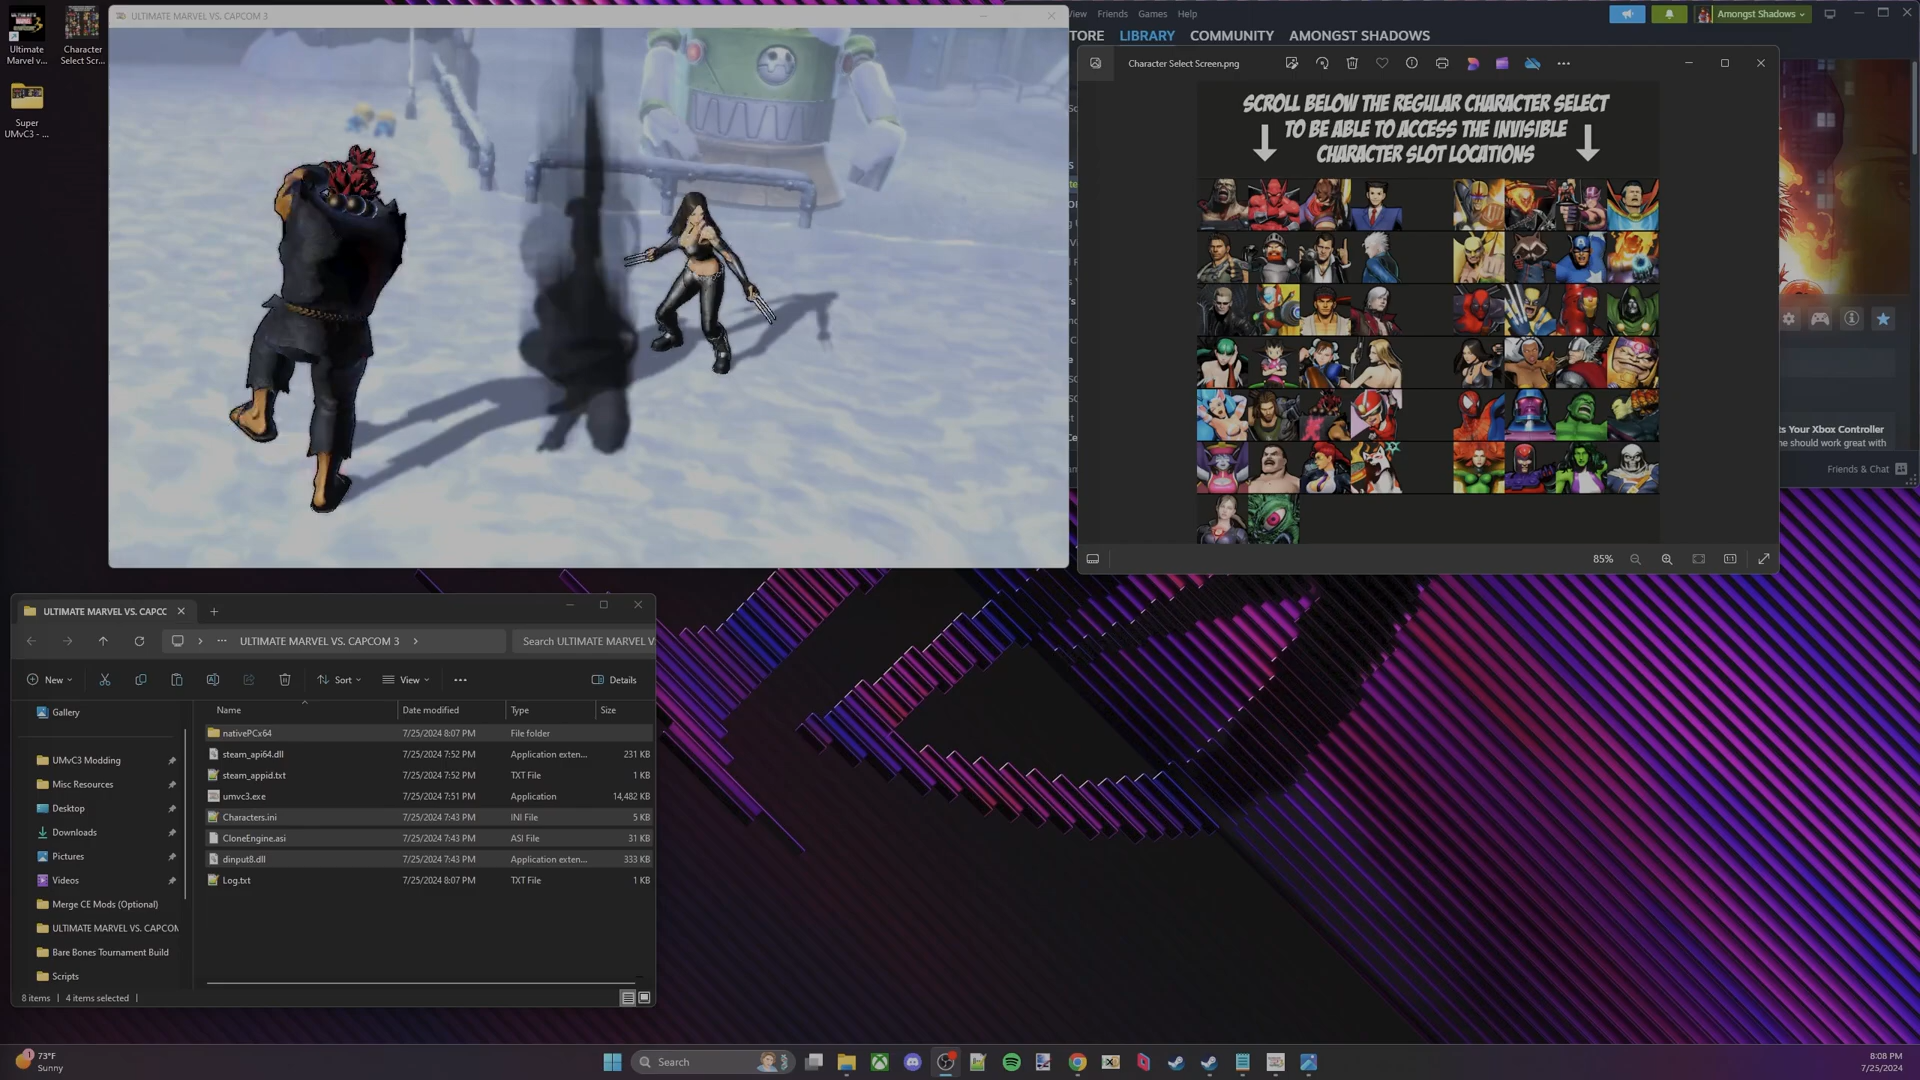 Ultimate
Marvel v...
Character
Select Scr...
Super
UMvC3 - ...
ULTIMATE MARVEL VS. CAPCOM 3
View Friends Games Help
Amongst Shadows
TORE LIBRARY COMMUNITY AMONGST SHADOWS
Character Select Screen.png
SCROLL BELOW THE REGULAR CHARACTER SELECT
TO BE ABLE TO ACCESS THE INVISIBLE
CHARACTER SLOT LOCATIONS
ts Your Xbox Controller
ne should work great with
Friends & Chat
85%
ULTIMATE MARVEL VS. CAPCC
ULTIMATE MARVEL VS. CAPCOM 3
Search ULTIMATE MARVEL V
New
Sort
View
Details
Name Date modified Type Size
nativePCx64 7/25/2024 8:07 PM File folder
steam_api64.dll 7/25/2024 7:52 PM Application exten... 231 KB
steam_appid.txt 7/25/2024 7:52 PM TXT File 1 KB
umvc3.exe 7/25/2024 7:51 PM Application 14,482 KB
Characters.ini 7/25/2024 7:43 PM INI File 5 KB
CloneEngine.asi 7/25/2024 7:43 PM ASI File 31 KB
dinput8.dll 7/25/2024 7:43 PM Application exten... 333 KB
Log.txt 7/25/2024 8:07 PM TXT File 1 KB
Gallery
UMvC3 Modding
Misc Resources
Desktop
Downloads
Pictures
Videos
Merge CE Mods (Optional)
ULTIMATE MARVEL VS. CAPCOM
Bare Bones Tournament Build
Scripts
8 items 4 items selected
73°F
Sunny
Search
8:08 PM
7/25/2024